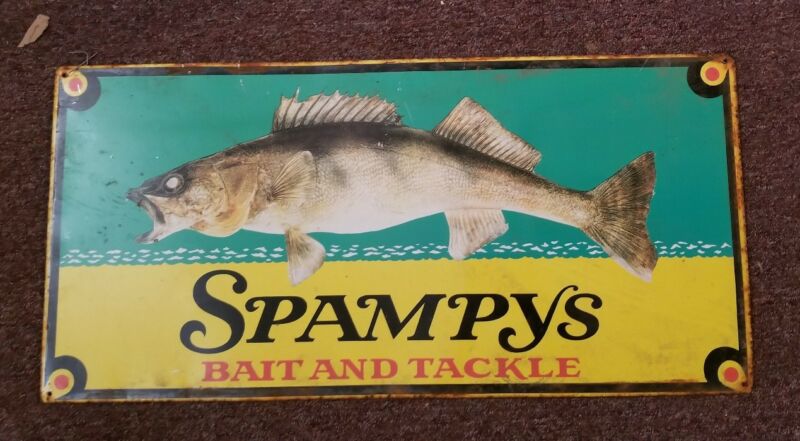 SPAMPYS
BAIT AND TACKLE